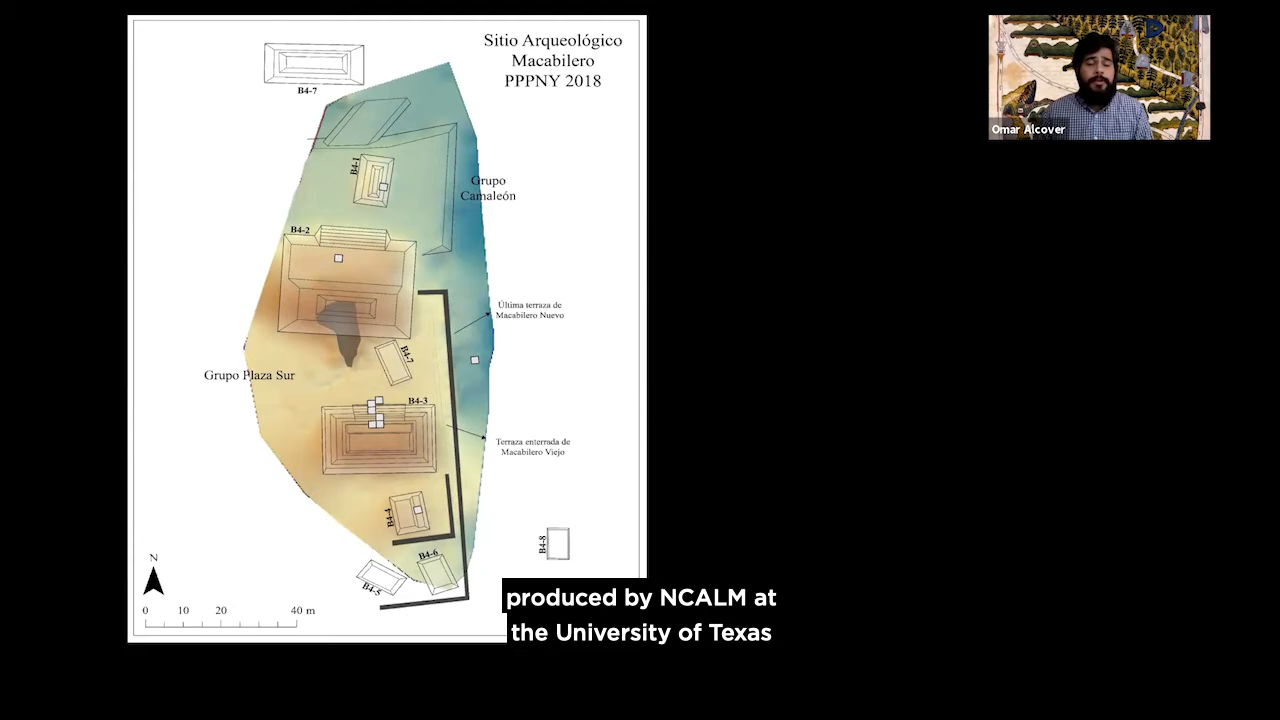 Sitio Arqueológico
Macabilero
PPPNY 2018
B4-7
B4-1
Grupo
Camaleón
B4-2
Última terraza de
Macabilero Nuevo
B4-7
Grupo Plaza Sur
B4-3
Terraza enterrada de
Macabilero Viejo
B4-4
B4-8
B4-6
B4-5
N
0 10 20 40 m
Omar Alcover
produced by NCALM at
the University of Texas